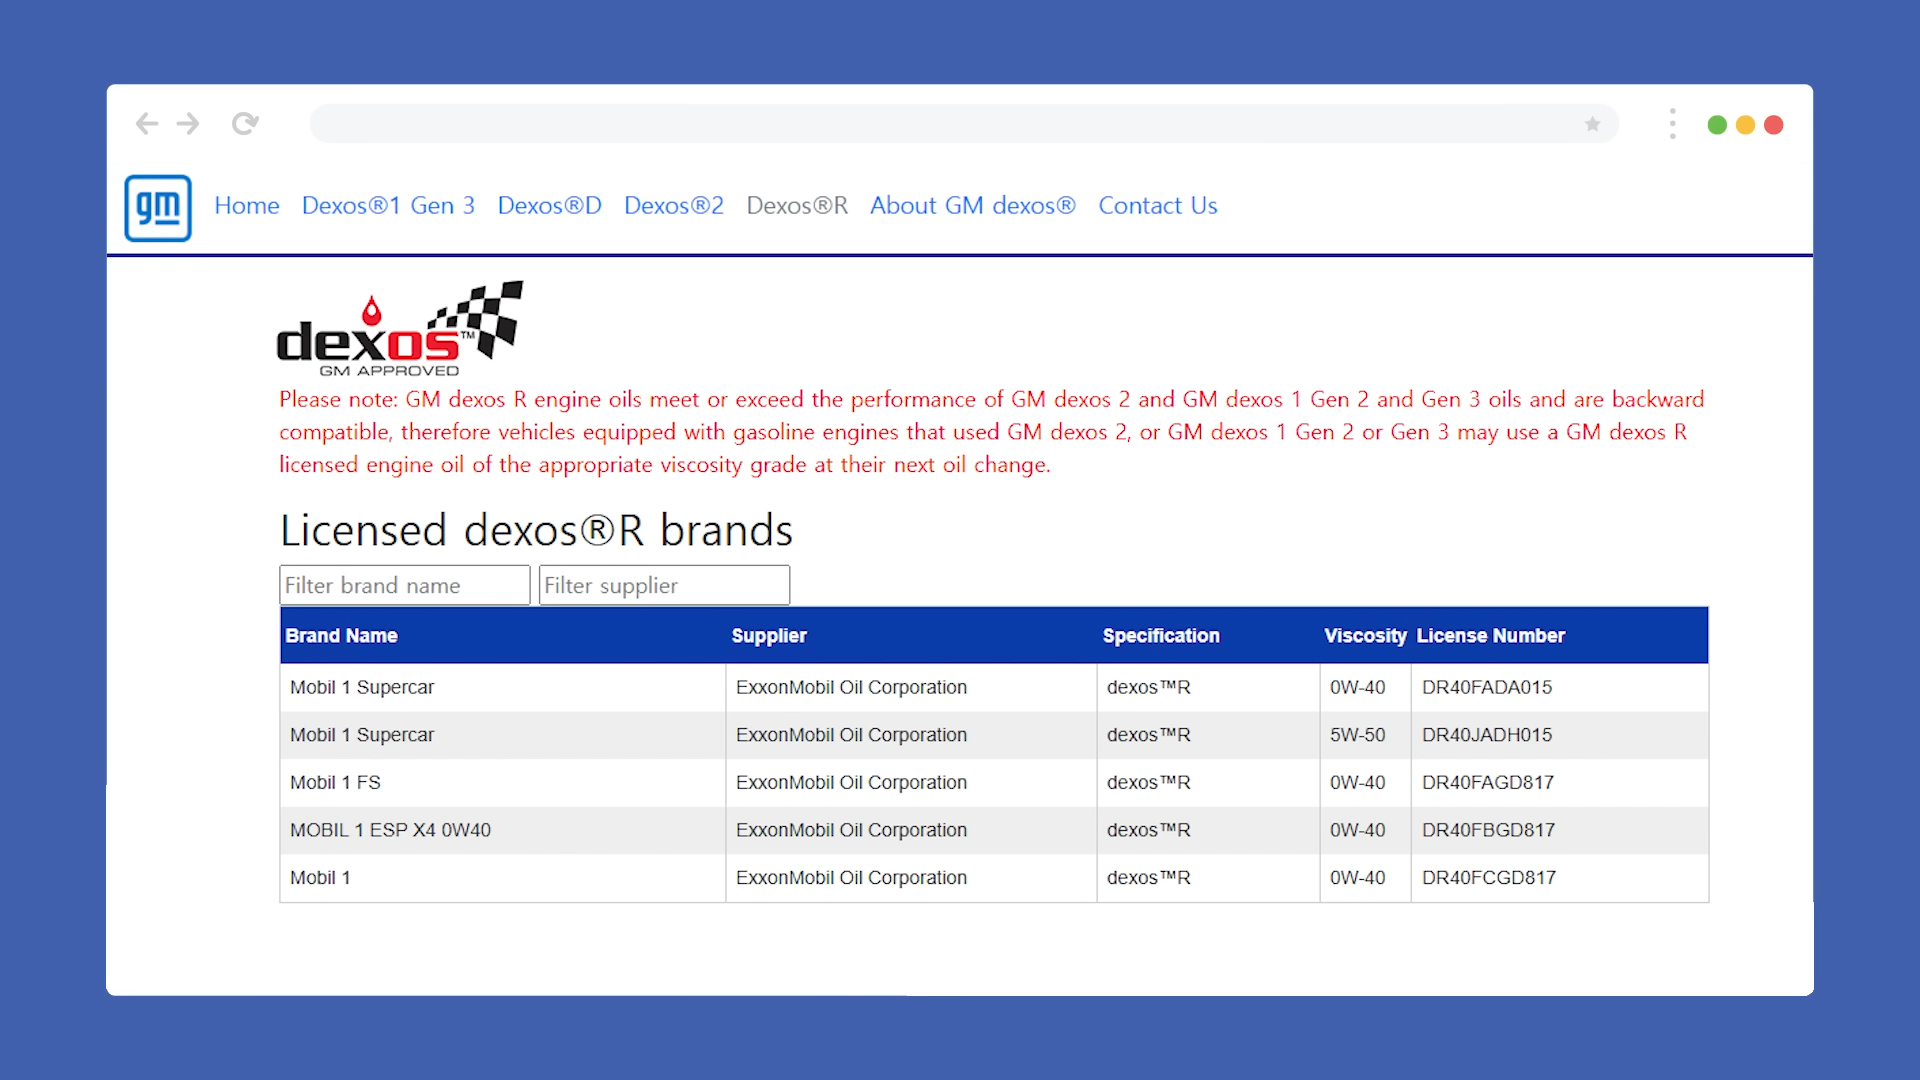 gm Home Dexos®1 Gen 3 Dexos®D Dexos®2 Dexos®R About GM dexos® Contact Us
dexos™
GM APPROVED
Please note: GM dexos R engine oils meet or exceed the performance of GM dexos 2 and GM dexos 1 Gen 2 and Gen 3 oils and are backward
compatible, therefore vehicles equipped with gasoline engines that used GM dexos 2, or GM dexos 1 Gen 2 or Gen 3 may use a GM dexos R
licensed engine oil of the appropriate viscosity grade at their next oil change.
Licensed dexos®R brands
Filter brand name Filter supplier
Brand Name Supplier Specification Viscosity License Number
Mobil 1 Supercar ExxonMobil Oil Corporation dexos™R 0W-40 DR40FADA015
Mobil 1 Supercar ExxonMobil Oil Corporation dexos™R 5W-50 DR40JADH015
Mobil 1 FS ExxonMobil Oil Corporation dexos™R 0W-40 DR40FAGD817
MOBIL 1 ESP X4 0W40 ExxonMobil Oil Corporation dexos™R 0W-40 DR40FBGD817
Mobil 1 ExxonMobil Oil Corporation dexos™R 0W-40 DR40FCGD817